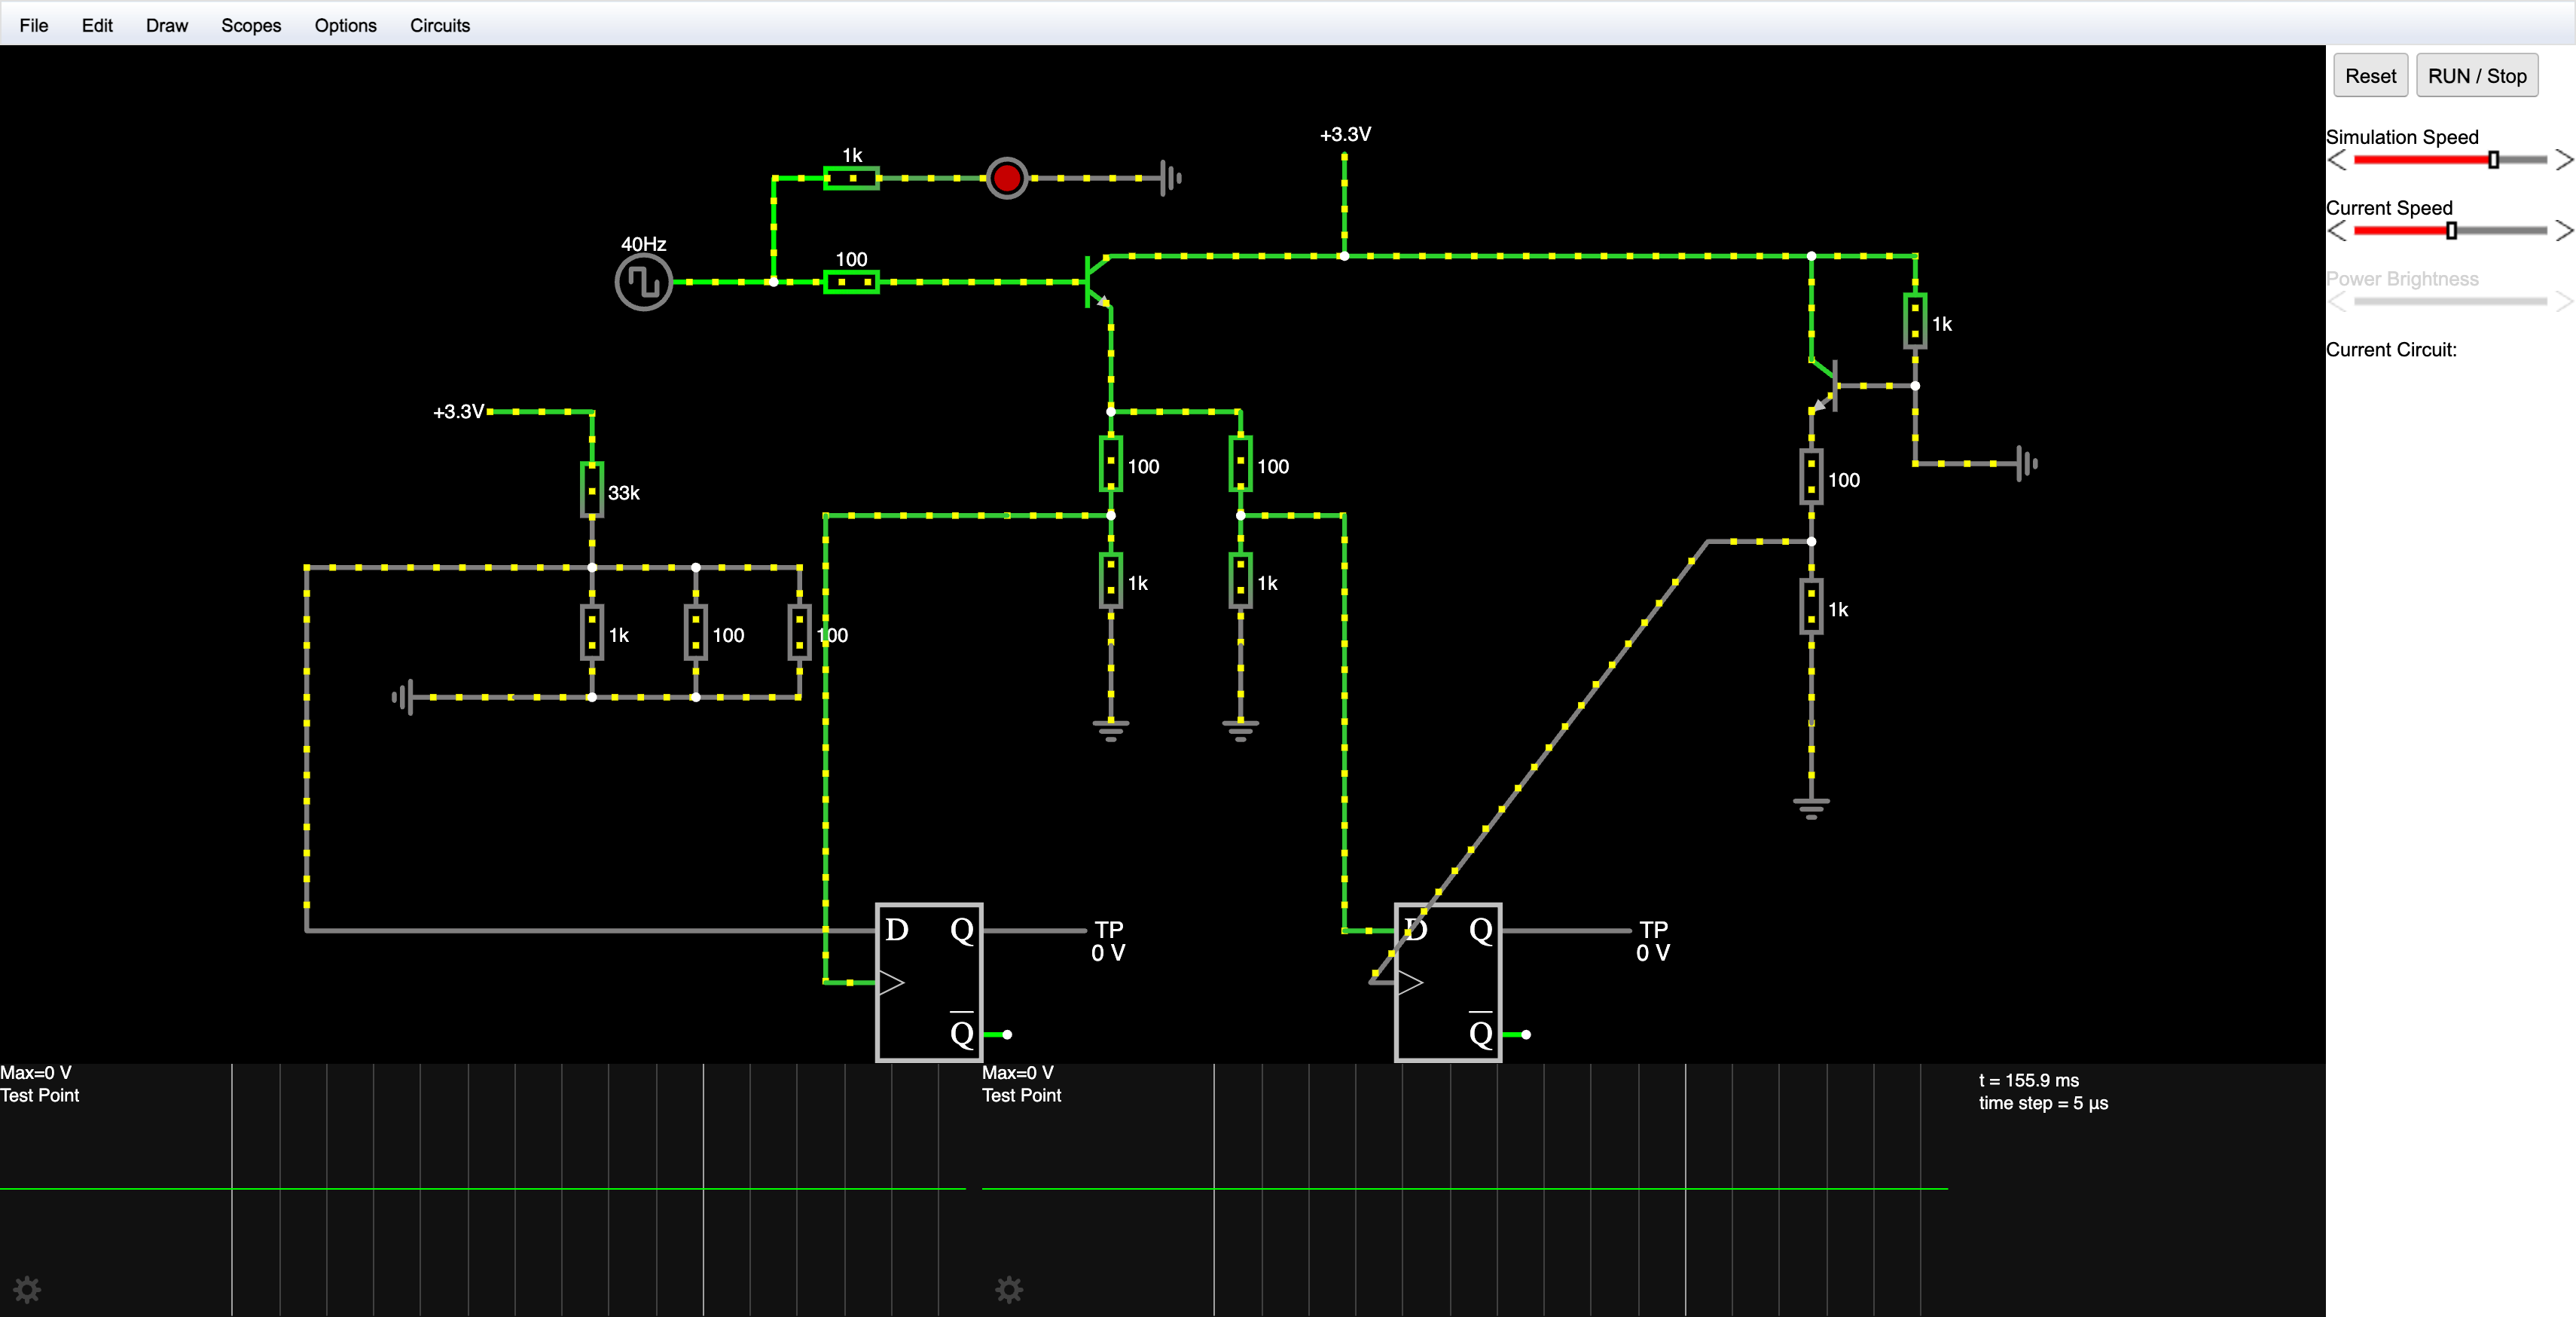 File Edit Draw Scopes Options Circuits
Reset RUN / Stop
Simulation Speed
Current Speed
Power Brightness
Current Circuit:
+3.3V
1k
40Hz
100
1k
+3.3V
100
100
100
33k
1k
1k
1k
1k
100
100
D Q
TP
0 V
Q
D Q
TP
0 V
Q
Max=0 V
Test Point
Max=0 V
Test Point
t = 155.9 ms
time step = 5 µs